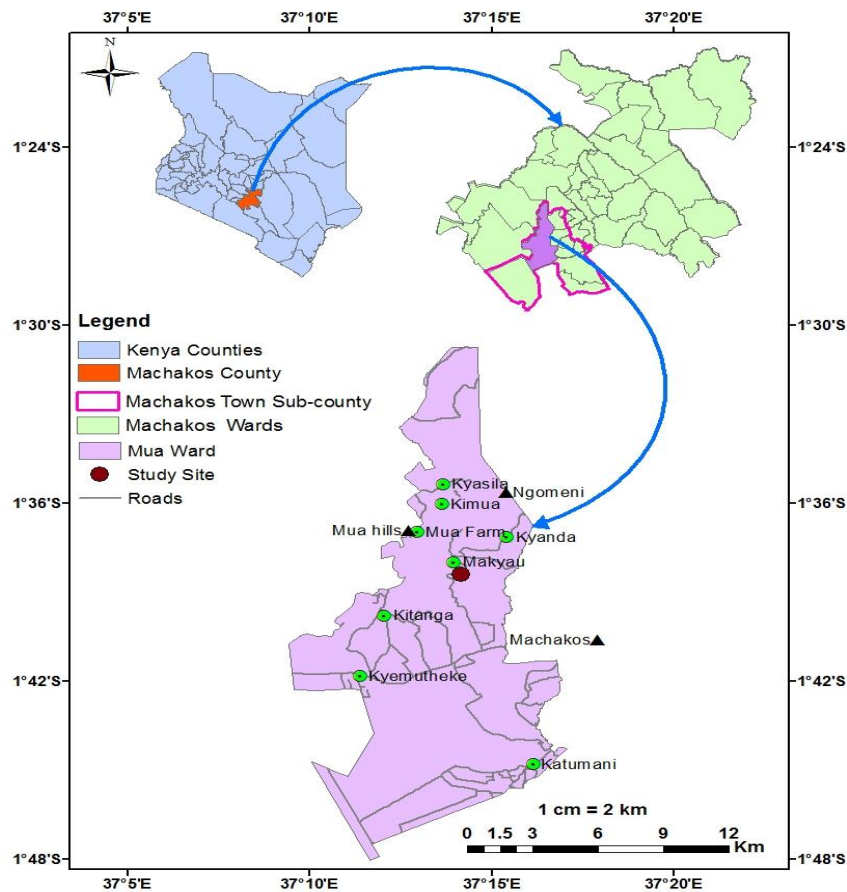 37°5'E 37°10'E 37°15'E 37°20'E
N
1°24'S 1°24'S
1°30'S 1°30'S
Legend
Kenya Counties
Machakos County
Machakos Town Sub-county
Machakos Wards
Mua Ward
Study Site
Roads
Kyasila
Ngomeni
1°36'S 1°36'S
Kimua
Mua hills Mua Farm
Kyanda
Makyau
Kitanga
Machakos
Kyemutheke
1°42'S 1°42'S
Katumani
1 cm = 2 km
0 1.5 3 6 9 12
Km
1°48'S 1°48'S
37°5'E 37°10'E 37°15'E 37°20'E